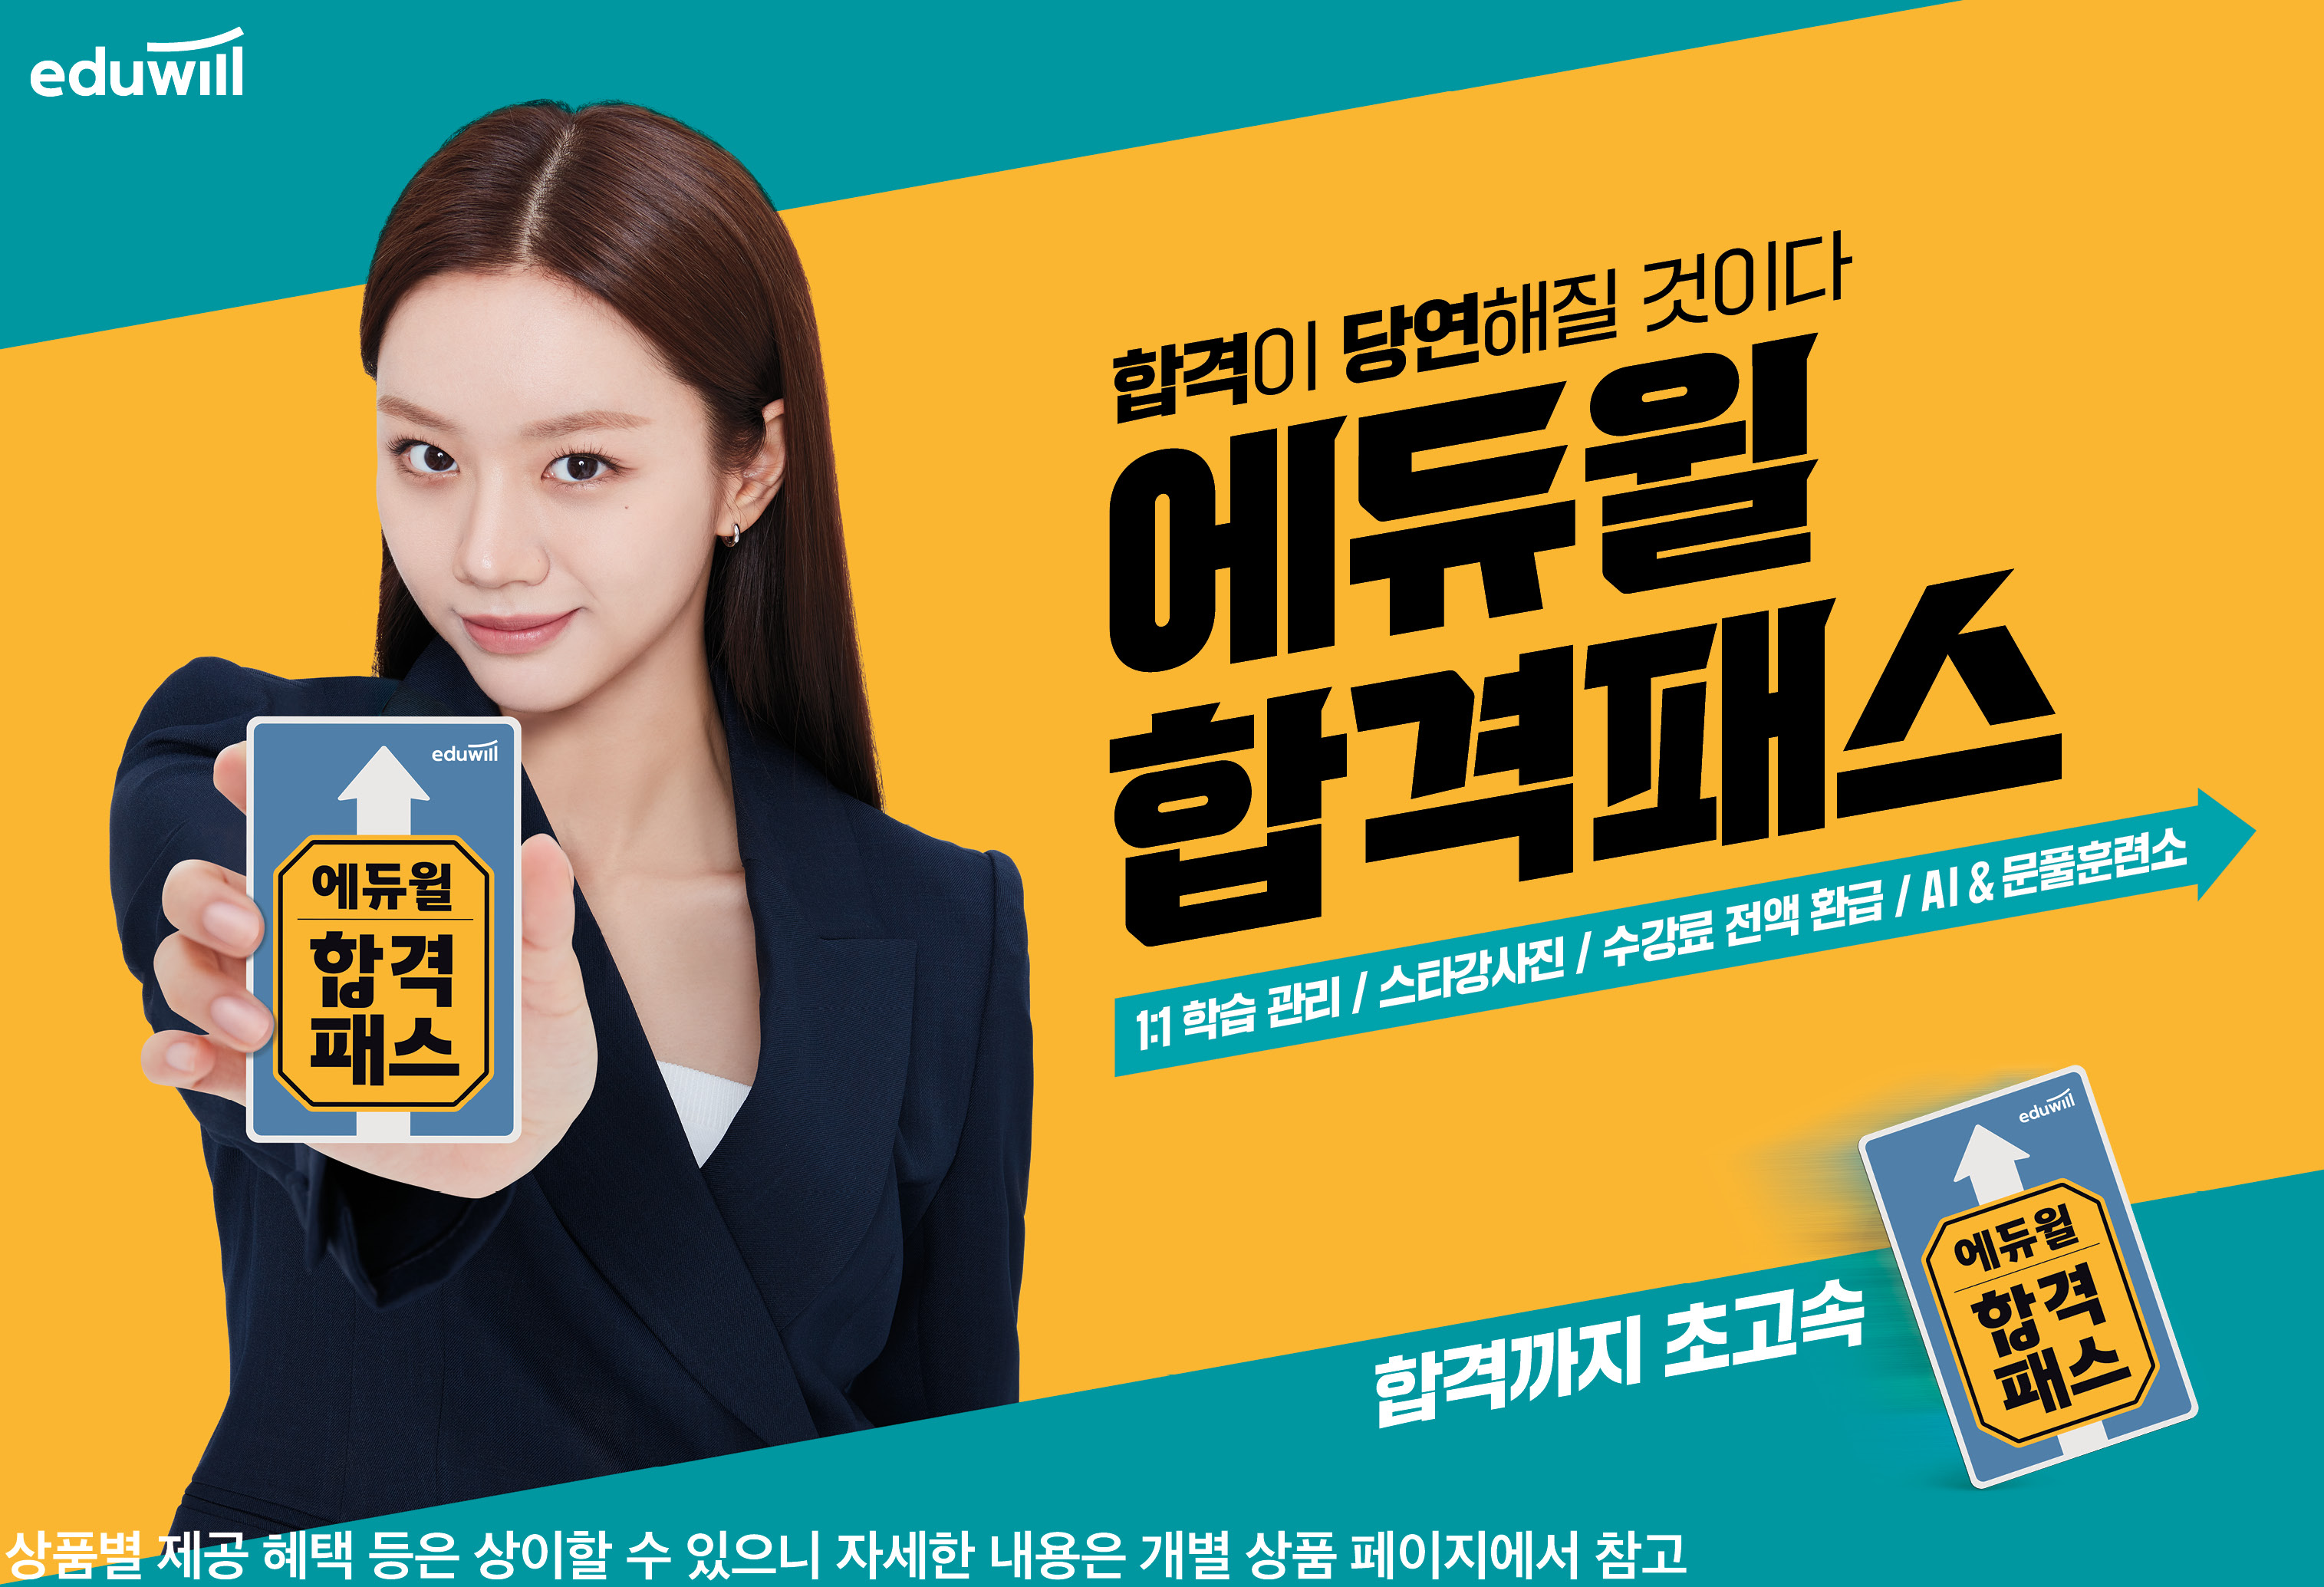 eduwill
합격이 당연해질 것이다
에듀윌
합격패스
1:1 학습 관리 / 스타강사진 / 수강료 전액 환급 / AI & 문풀훈련소
eduwill
에듀윌
합격
패스
eduwill
에듀윌
합격
패스
합격까지 초고속
상품별 제공 혜택 등은 상이할 수 있으니 자세한 내용은 개별 상품 페이지에서 참고